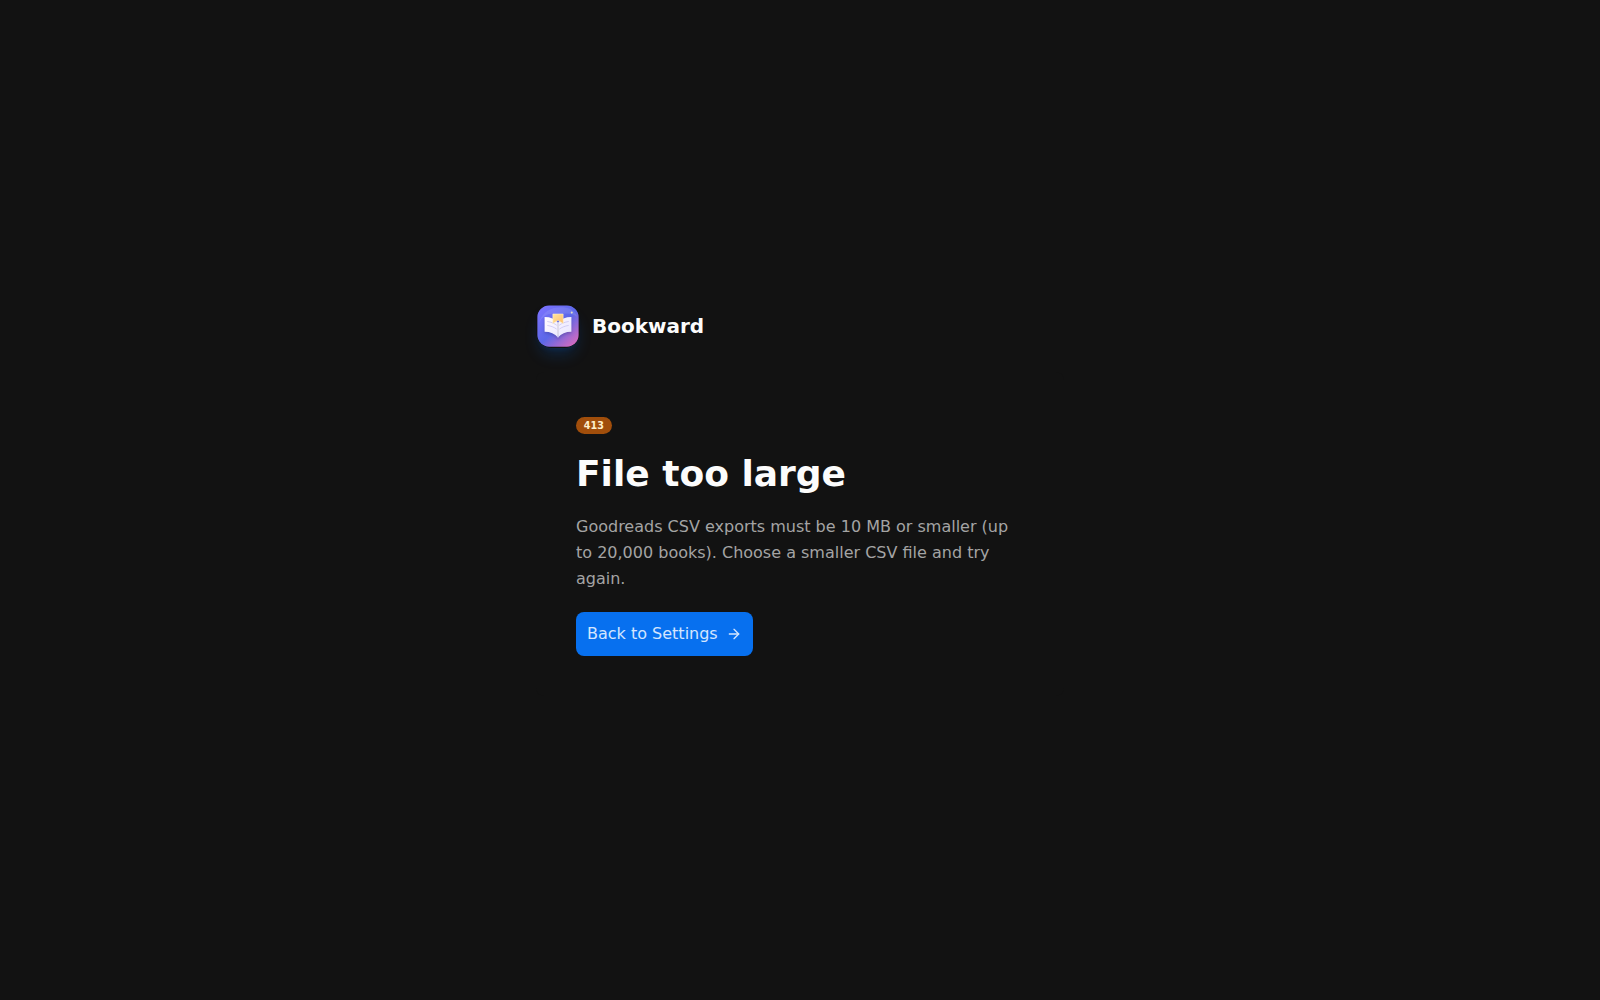 Bookward
413
File too large
Goodreads CSV exports must be 10 MB or smaller (up
to 20,000 books). Choose a smaller CSV file and try
again.
Back to Settings →